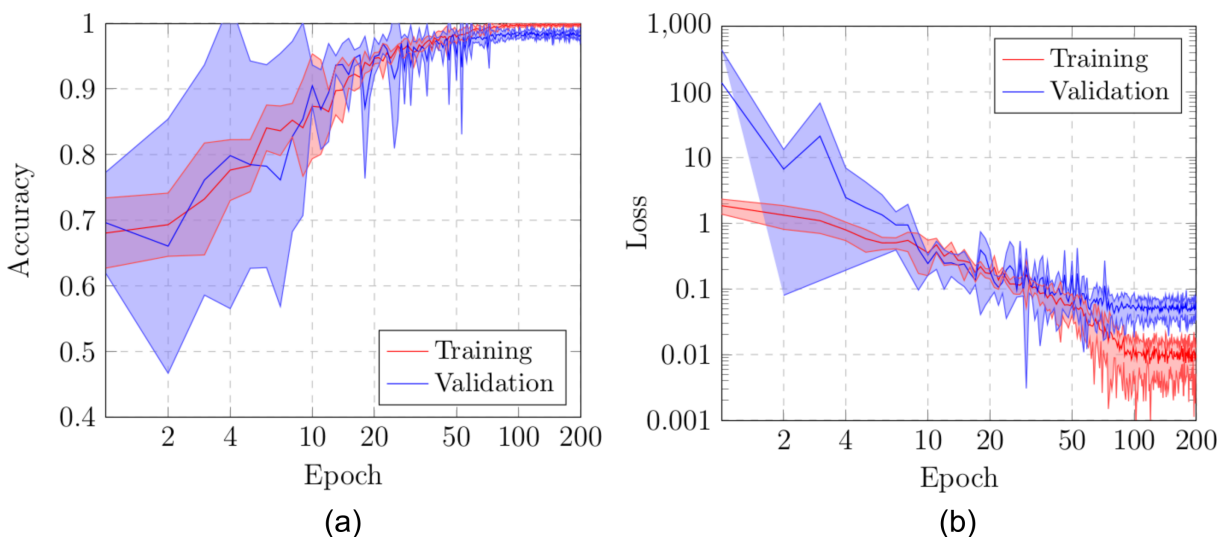 1
0.9
0.8
0.7
0.6
0.5
0.4
Accuracy
2 4 10 20 50 100 200
Epoch
Training
Validation
(a)
1,000
100
10
1
0.1
0.01
0.001
Loss
2 4 10 20 50 100 200
Epoch
Training
Validation
(b)